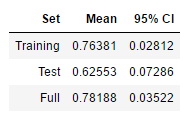 Set Mean 95% CI
Training 0.76381 0.02812
Test 0.62553 0.07286
Full 0.78188 0.03522